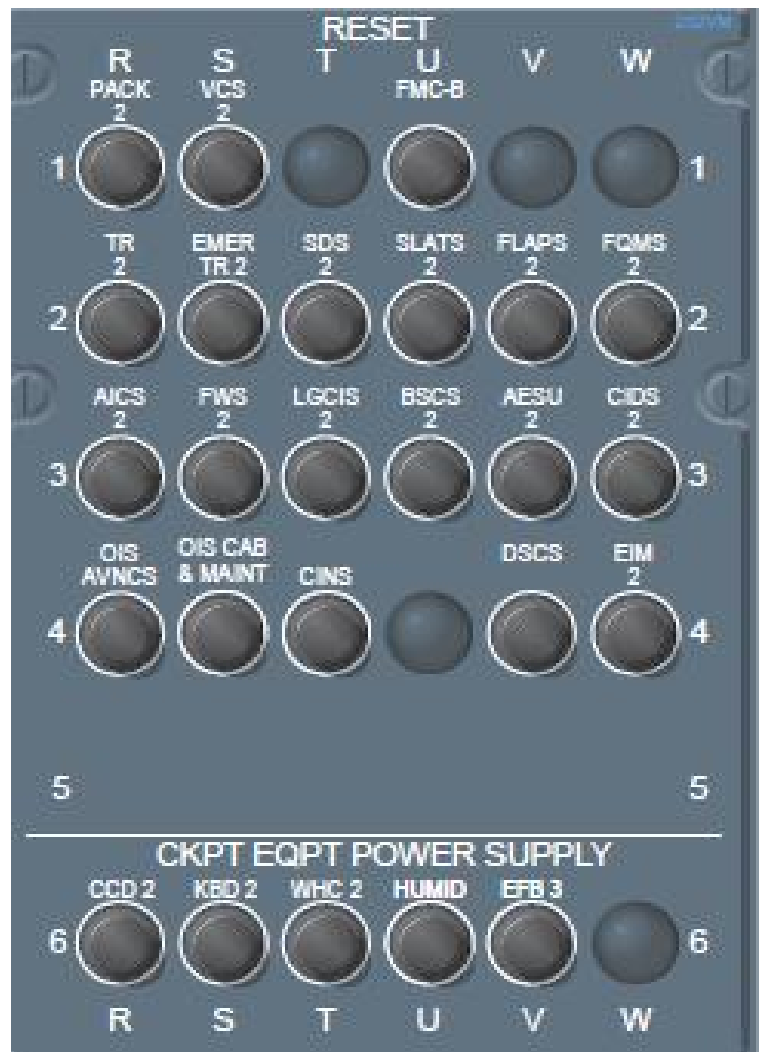 RESET
R S T U V W
PACK VCS FMC-B
2 2
1 1
TR EMER SDS SLATS FLAPS FQMS
2 TR 2 2 2 2 2
2 2
AICS FWS LGCIS BSCS AESU CIDS
2 2 2 2 2 2
3 3
OIS OIS CAB DSCS EIM
AVNCS & MAINT CINS 2
4 4
5 5
CKPT EQPT POWER SUPPLY
CCD 2 KBD 2 WHC 2 HUMID EFB 3
6 6
R S T U V W